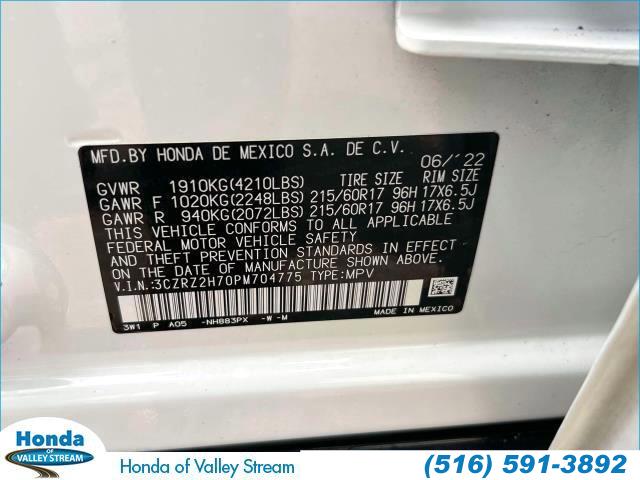 MFD.BY HONDA DE MEXICO S.A. DE C.V. 06/'22
GVWR 1910KG(4210LBS) TIRE SIZE RIM SIZE
GAWR F 1020KG(2248LBS) 215/60R17 96H 17X6.5J
GAWR R 940KG(2072LBS) 215/60R17 96H 17X6.5J
THIS VEHICLE CONFORMS TO ALL APPLICABLE
FEDERAL MOTOR VEHICLE SAFETY
AND THEFT PREVENTION STANDARDS IN EFFECT
ON THE DATE OF MANUFACTURE SHOWN ABOVE.
V.I.N.:3CZRZ2H70PM704775 TYPE:MPV
3W1 P A05 -NH883PX -W-M
MADE IN MEXICO
Honda
OF
VALLEY STREAM
Honda of Valley Stream
(516) 591-3892